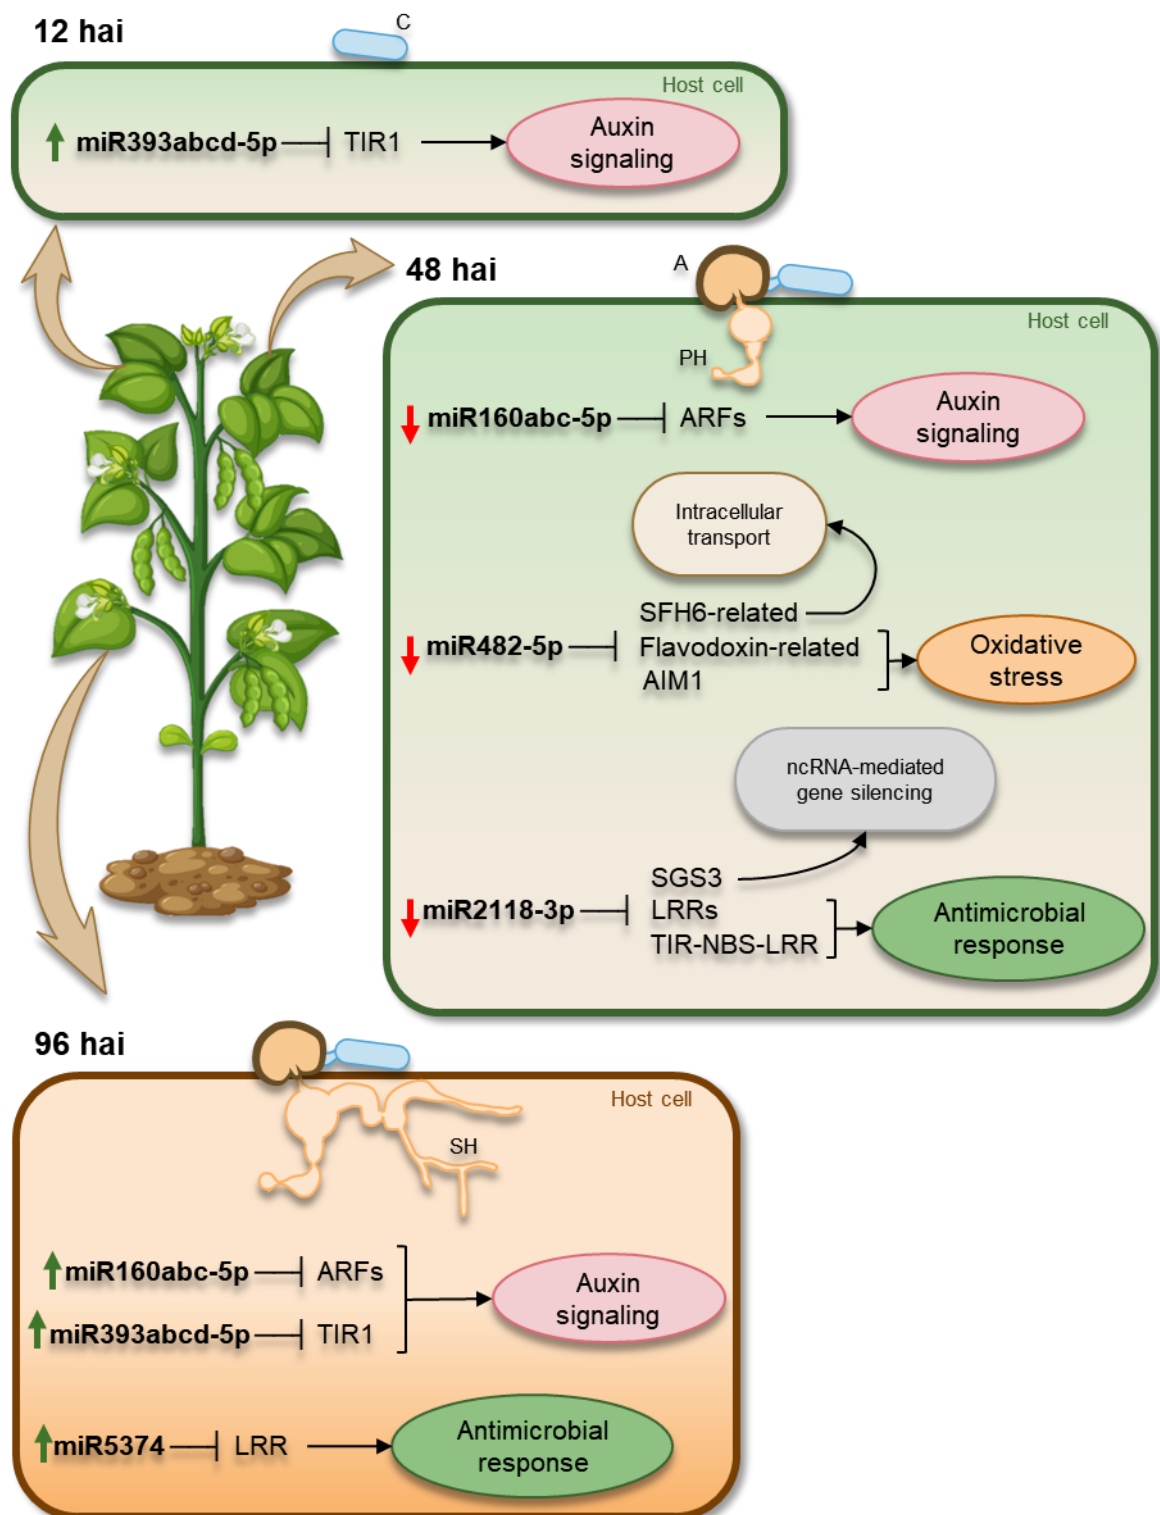 12 hai
C
Host cell
miR393abcd-5p
TIR1
Auxin
signaling
48 hai
A
Host cell
PH
miR160abc-5p
ARFs
Auxin
signaling
Intracellular
transport
SFH6-related
miR482-5p
Flavodoxin-related
AIM1
Oxidative
stress
ncRNA-mediated
gene silencing
SGS3
miR2118-3p
LRRs
TIR-NBS-LRR
Antimicrobial
response
96 hai
Host cell
SH
miR160abc-5p
ARFs
miR393abcd-5p
TIR1
Auxin
signaling
miR5374
LRR
Antimicrobial
response